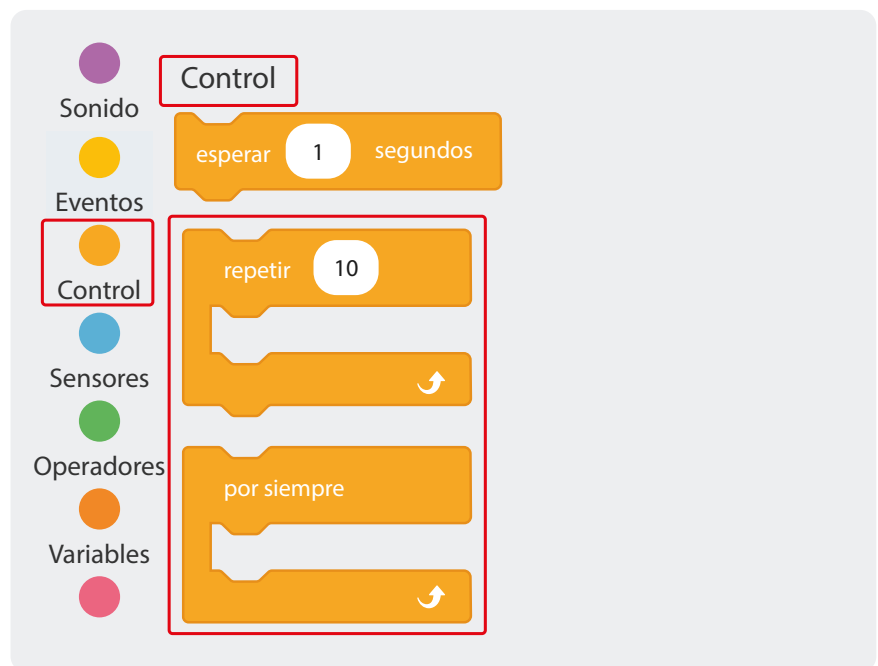 Sonido
Eventos
Control
Sensores
Operadores
Variables
Control
esperar 1 segundos
repetir 10
por siempre